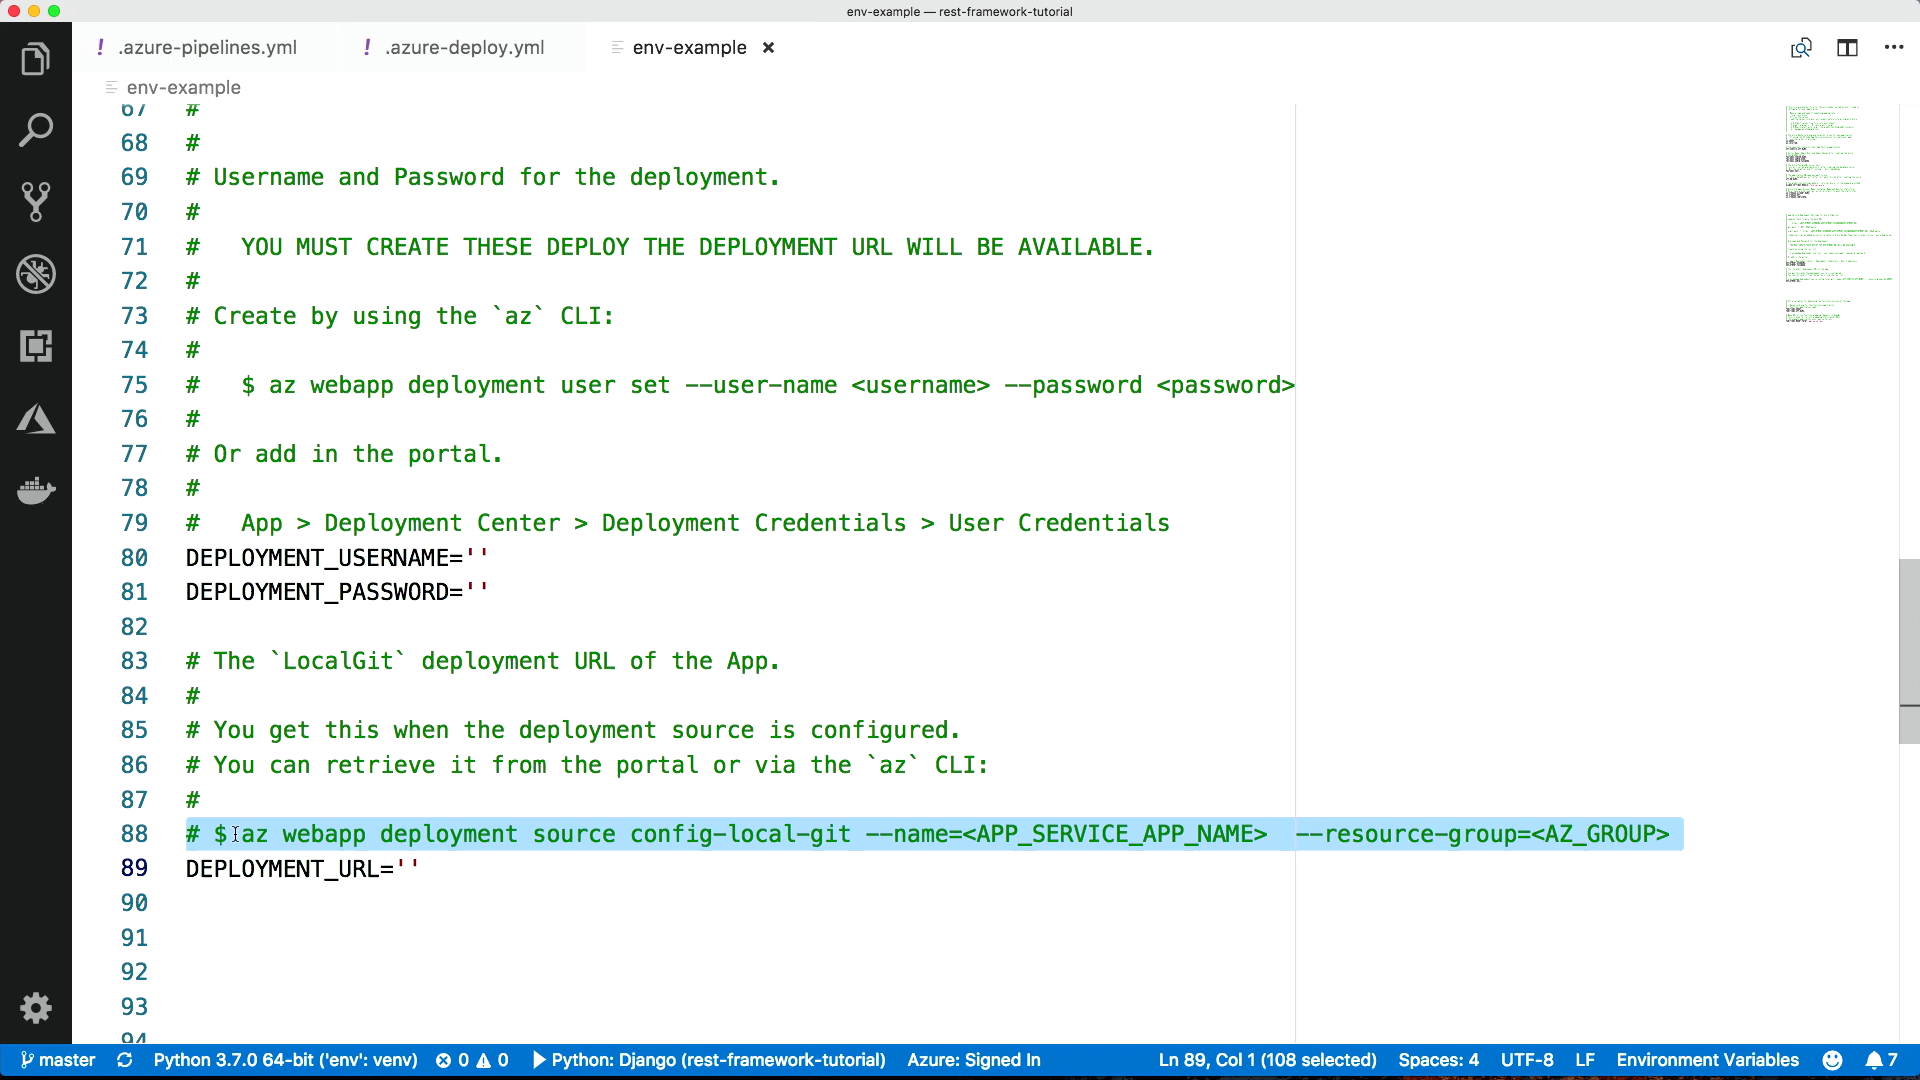 env-example — rest-framework-tutorial
! .azure-pipelines.yml ! .azure-deploy.yml env-example ×
env-example
67 #
68 #
69 # Username and Password for the deployment.
70 #
71 #   YOU MUST CREATE THESE DEPLOY THE DEPLOYMENT URL WILL BE AVAILABLE.
72 #
73 # Create by using the `az` CLI:
74 #
75 #   $ az webapp deployment user set --user-name <username> --password <password>
76 #
77 # Or add in the portal.
78 #
79 #   App > Deployment Center > Deployment Credentials > User Credentials
80 DEPLOYMENT_USERNAME=''
81 DEPLOYMENT_PASSWORD=''
82
83 # The `LocalGit` deployment URL of the App.
84 #
85 # You get this when the deployment source is configured.
86 # You can retrieve it from the portal or via the `az` CLI:
87 #
88 # $ az webapp deployment source config-local-git --name=<APP_SERVICE_APP_NAME>  --resource-group=<AZ_GROUP>
89 DEPLOYMENT_URL=''
90
91
92
93
94
master Python 3.7.0 64-bit ('env': venv) 0 0 Python: Django (rest-framework-tutorial) Azure: Signed In Ln 89, Col 1 (108 selected) Spaces: 4 UTF-8 LF Environment Variables 7